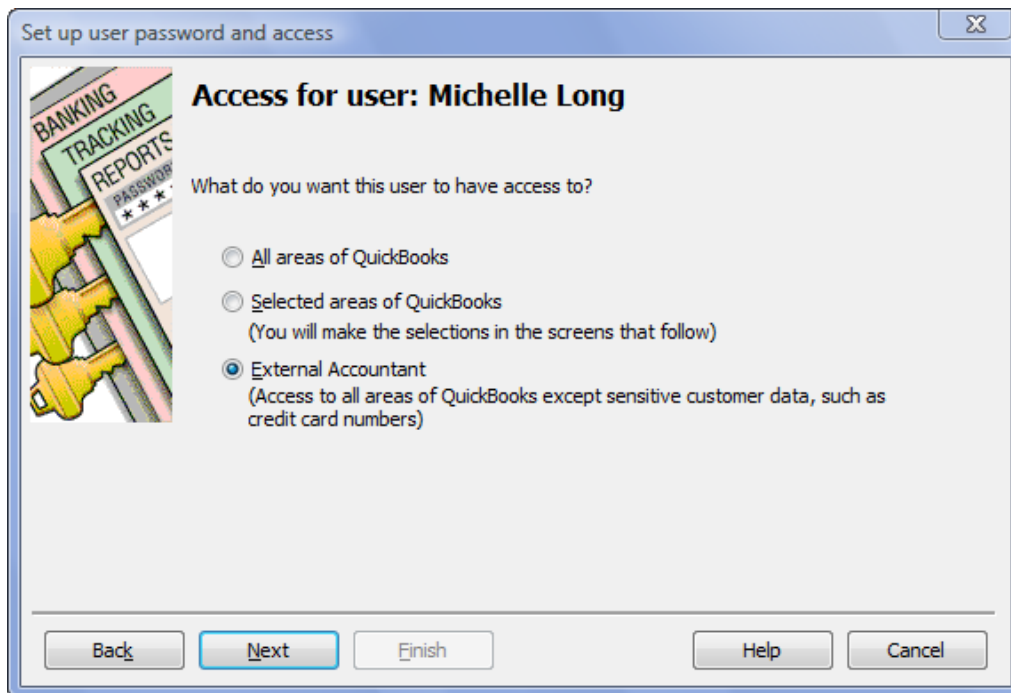 Set up user password and access
BANKING
TRACKING
REPORTS
PASSWOR
****
Access for user: Michelle Long
What do you want this user to have access to?
All areas of QuickBooks
Selected areas of QuickBooks
(You will make the selections in the screens that follow)
External Accountant
(Access to all areas of QuickBooks except sensitive customer data, such as
credit card numbers)
Back
Next
Finish
Help
Cancel